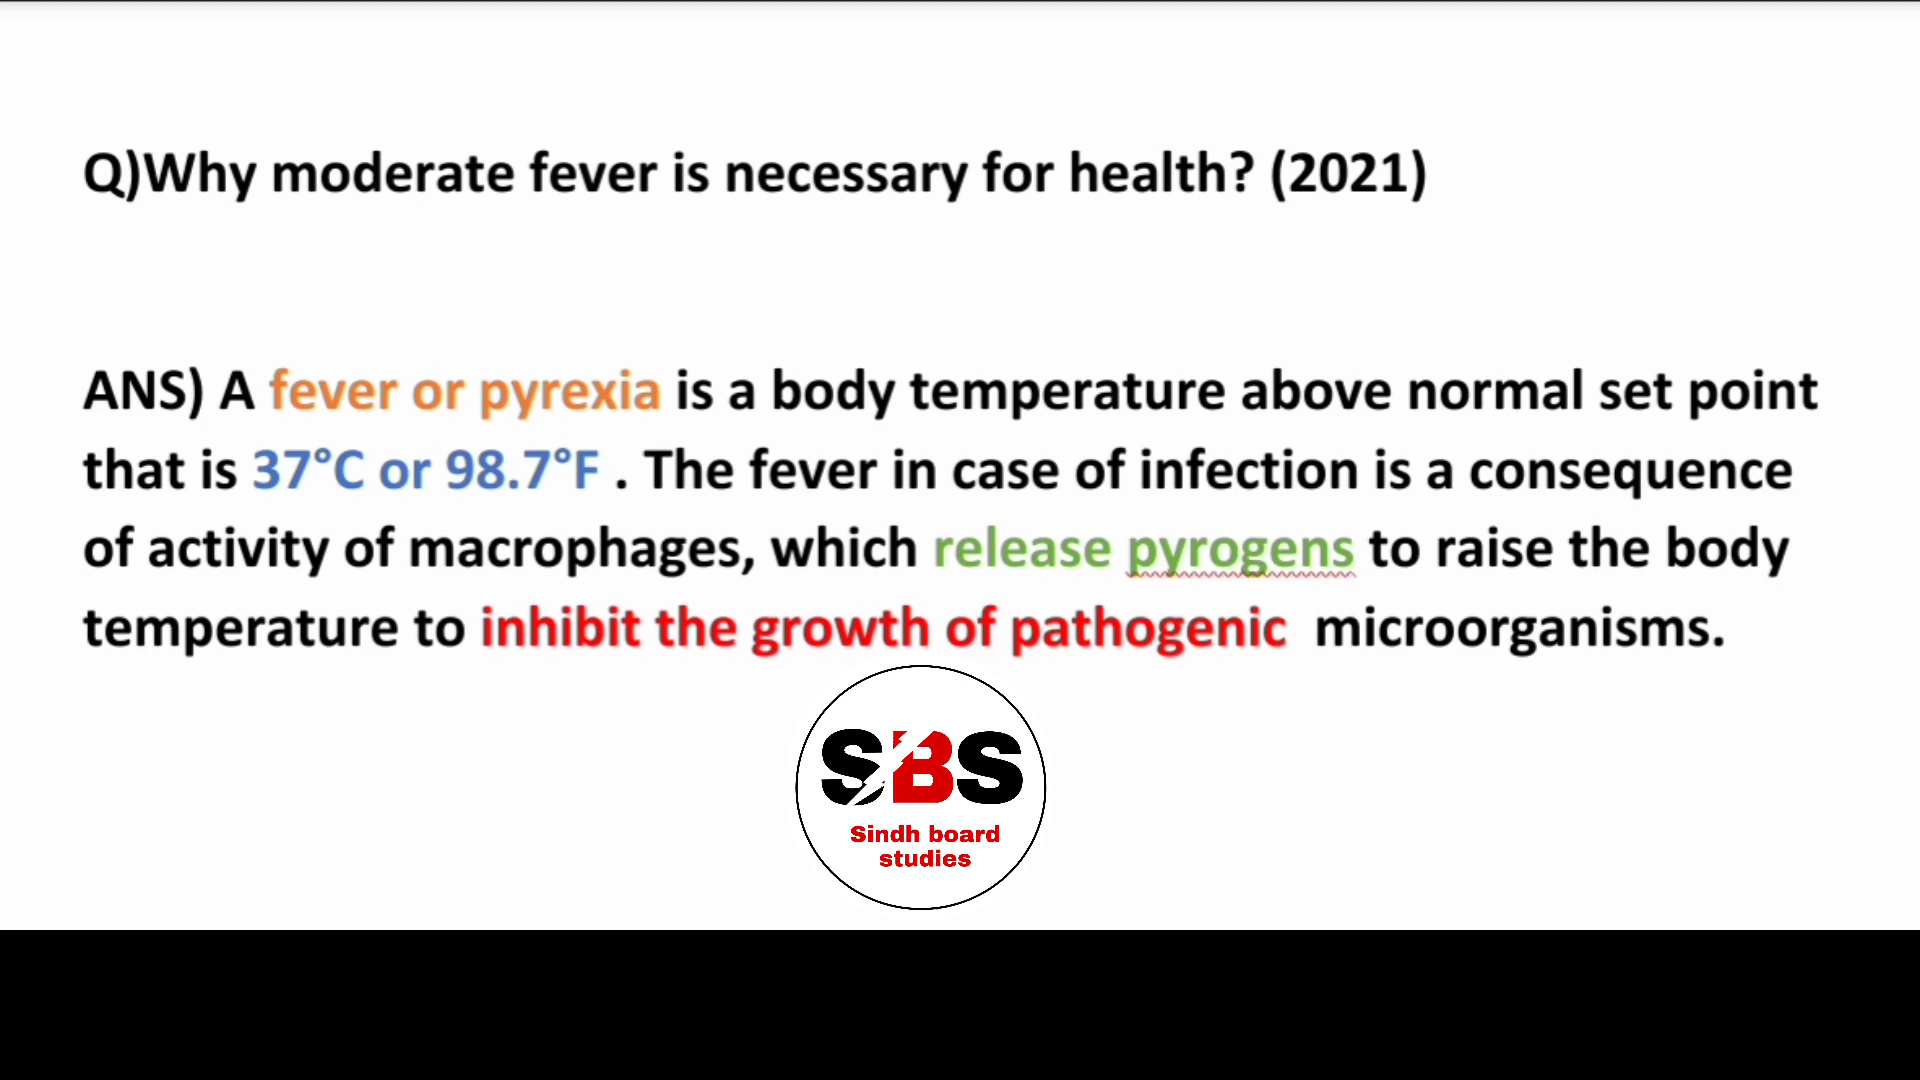 Q)Why moderate fever is necessary for health? (2021)
ANS) A fever or pyrexia is a body temperature above normal set point
that is 37°C or 98.7°F . The fever in case of infection is a consequence
of activity of macrophages, which release pyrogens to raise the body
temperature to inhibit the growth of pathogenic  microorganisms.
SBS
Sindh board
studies